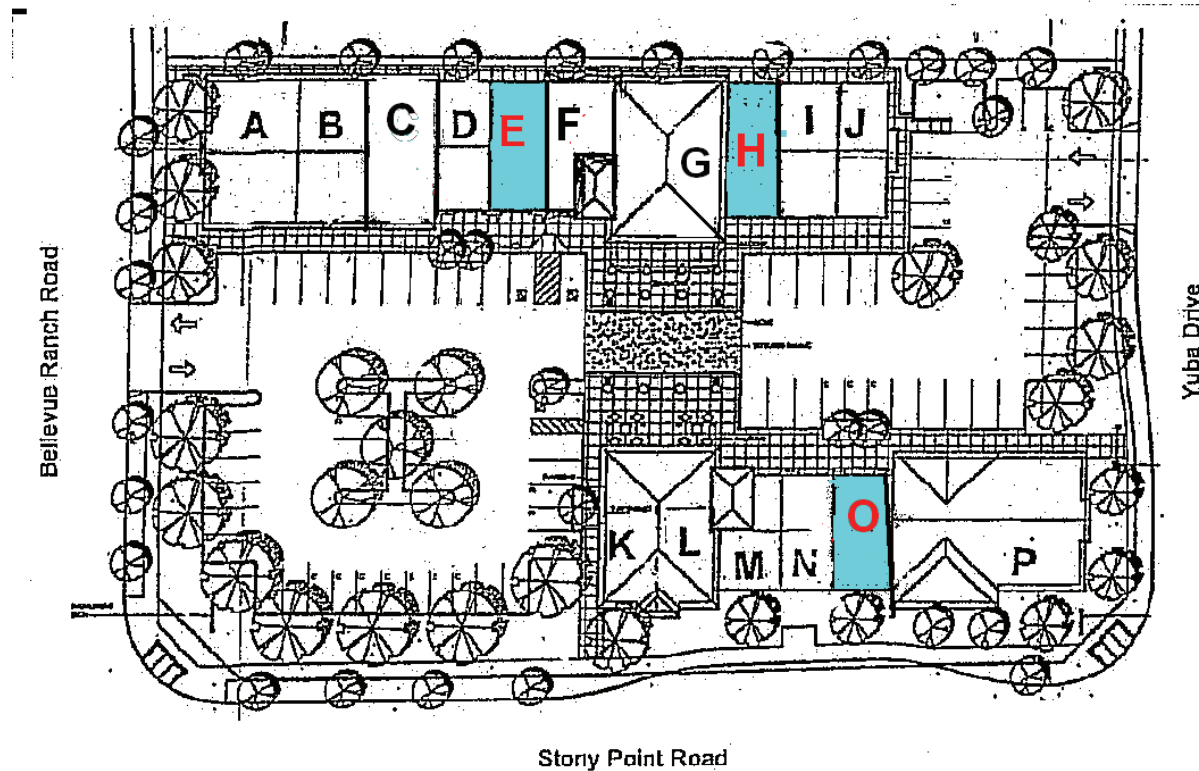 A B C D E F G H I J
Bellevue Ranch Road
Yuba Drive
K L M N O P
Stony Point Road